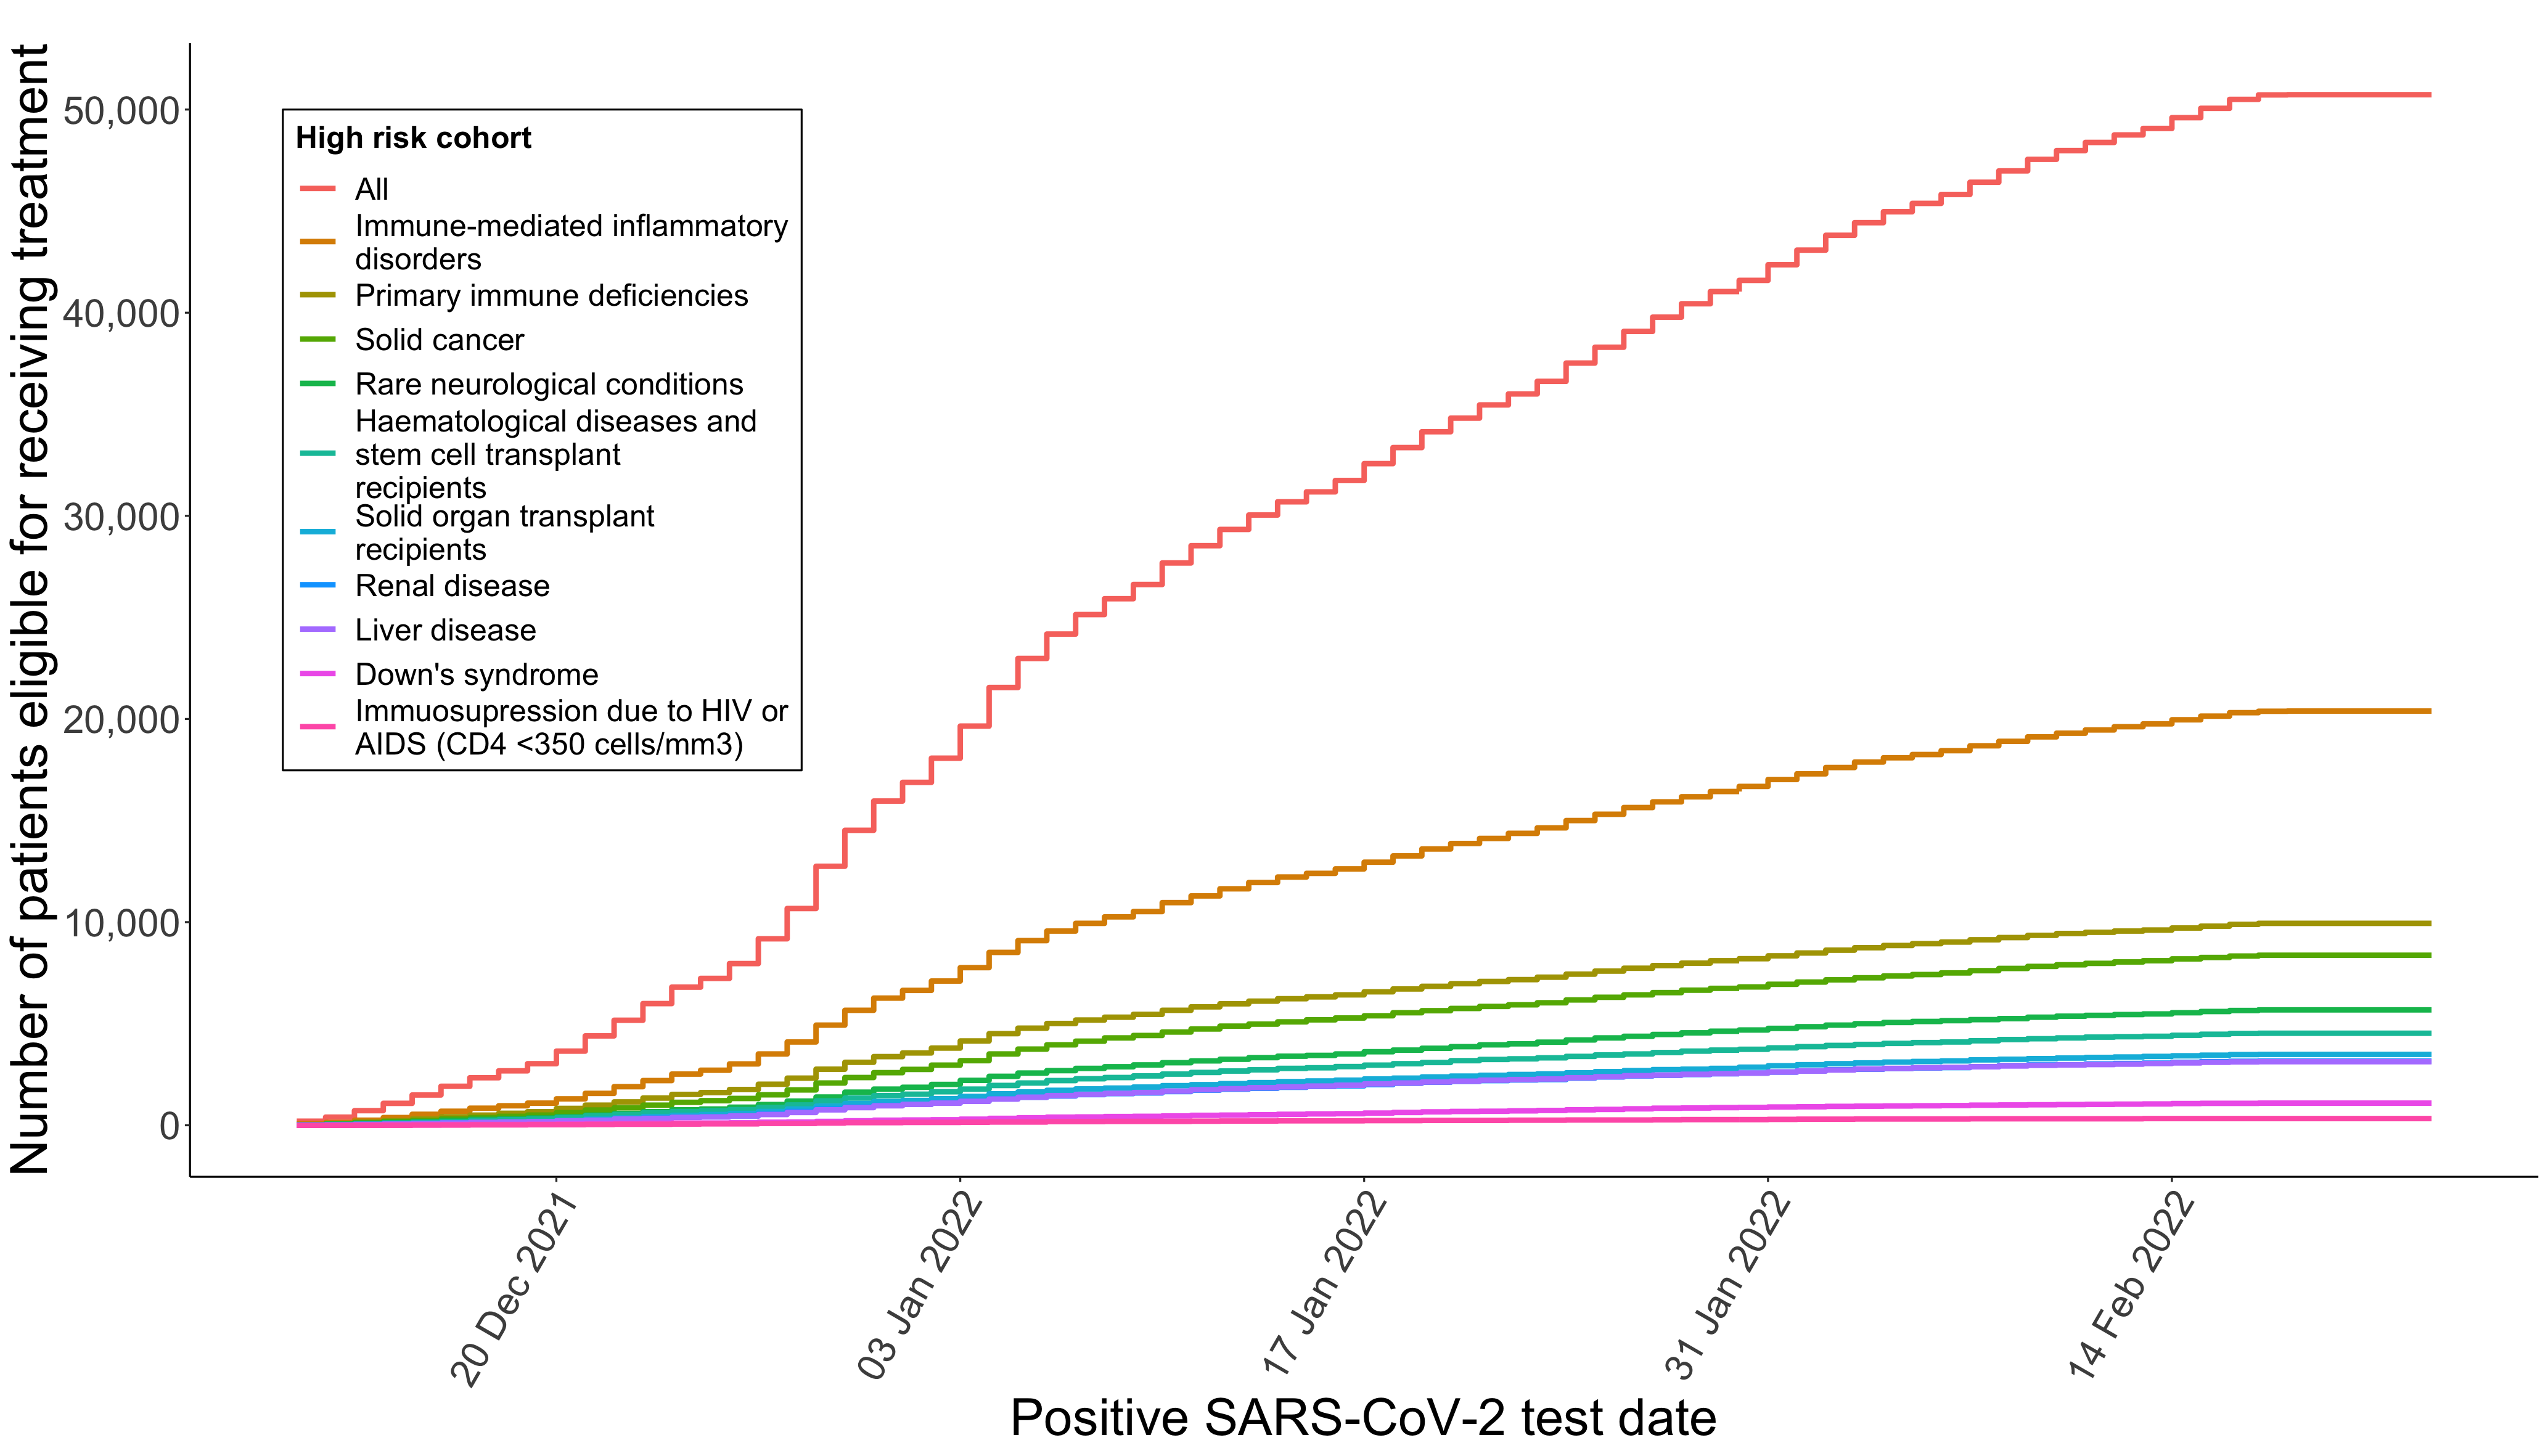 Number of patients eligible for receiving treatment
50,000
40,000
30,000
20,000
10,000
0
High risk cohort
All
Immune-mediated inflammatory
disorders
Primary immune deficiencies
Solid cancer
Rare neurological conditions
Haematological diseases and
stem cell transplant
recipients
Solid organ transplant
recipients
Renal disease
Liver disease
Down's syndrome
Immuosupression due to HIV or
AIDS (CD4 <350 cells/mm3)
20 Dec 2021
03 Jan 2022
17 Jan 2022
31 Jan 2022
14 Feb 2022
Positive SARS-CoV-2 test date